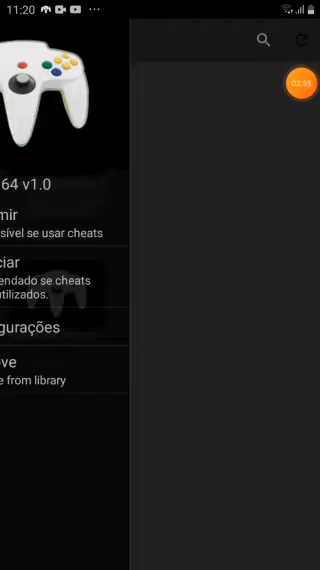 11:20
02:55
64 v1.0
mir
sível se usar cheats
ciar
endado se cheats
utilizados.
gurações
ve
e from library